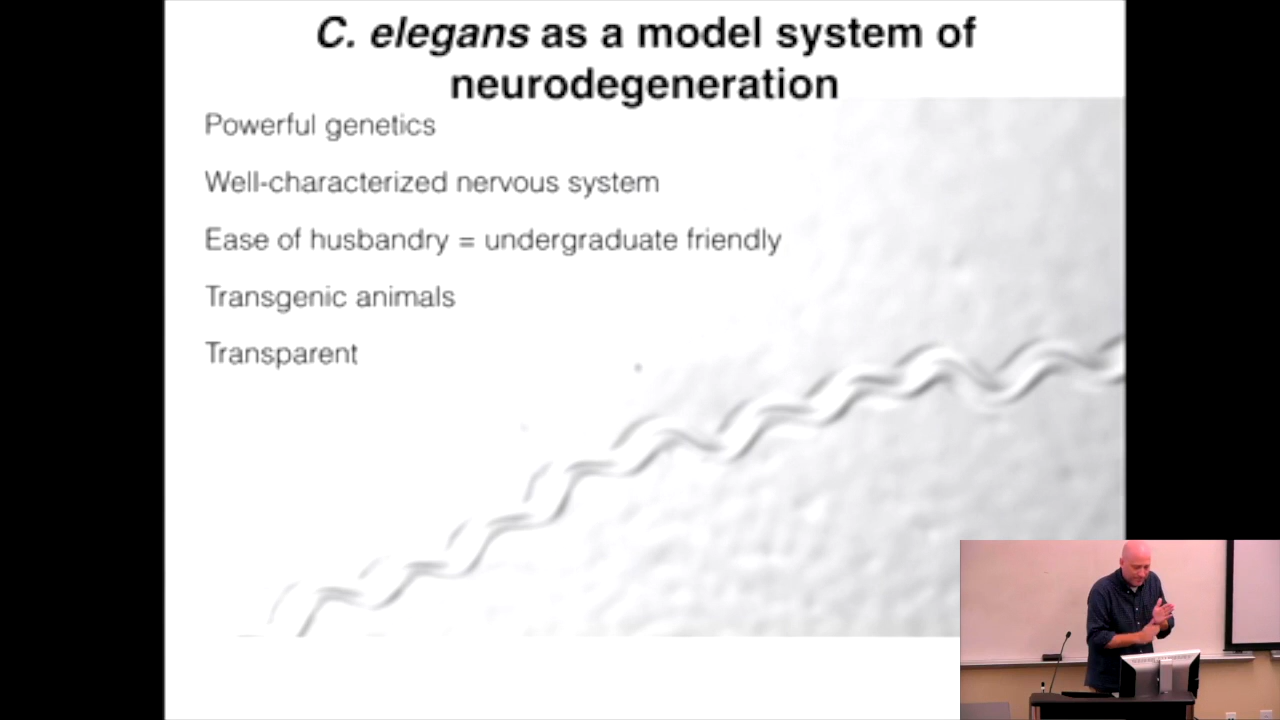 C. elegans as a model system of
neurodegeneration
Powerful genetics
Well-characterized nervous system
Ease of husbandry = undergraduate friendly
Transgenic animals
Transparent